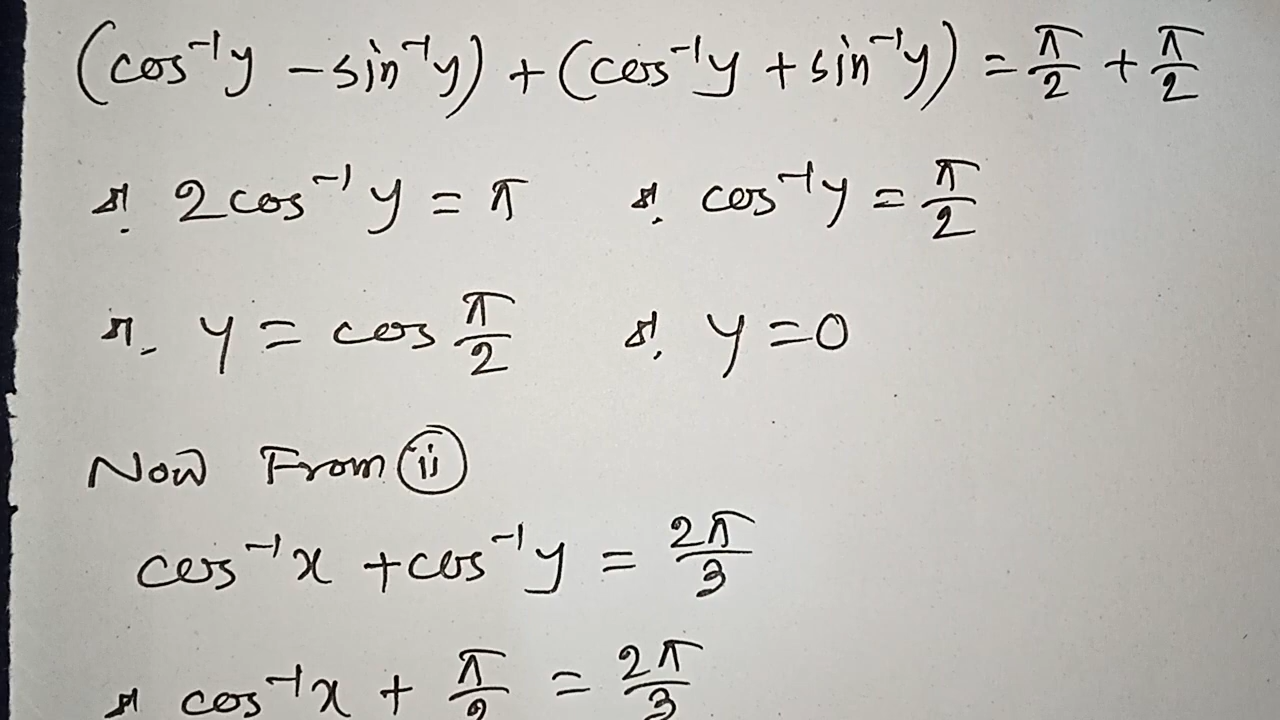 (cos⁻¹y − sin⁻¹y) + (cos⁻¹y + sin⁻¹y) = π/2 + π/2
2cos⁻¹y = π cos⁻¹y = π/2
y = cos π/2 y = 0
Now From (ii)
cos⁻¹x + cos⁻¹y = 2π/3
cos⁻¹x + π/2 = 2π/3